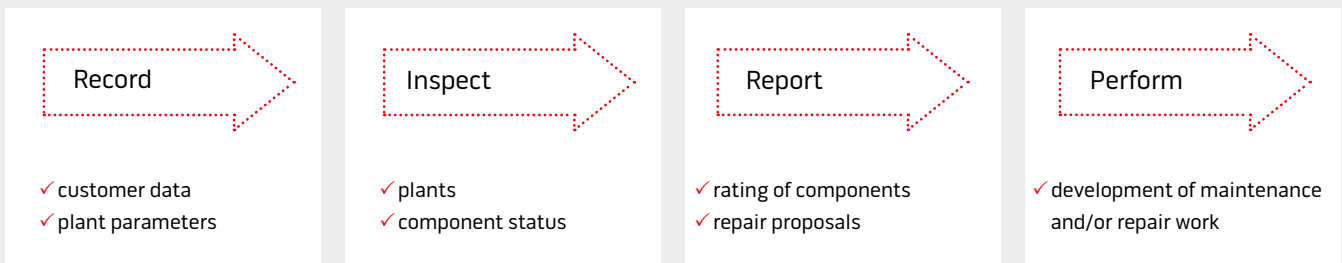 Record
customer data
plant parameters
Inspect
plants
component status
Report
rating of components
repair proposals
Perform
development of maintenance
and/or repair work